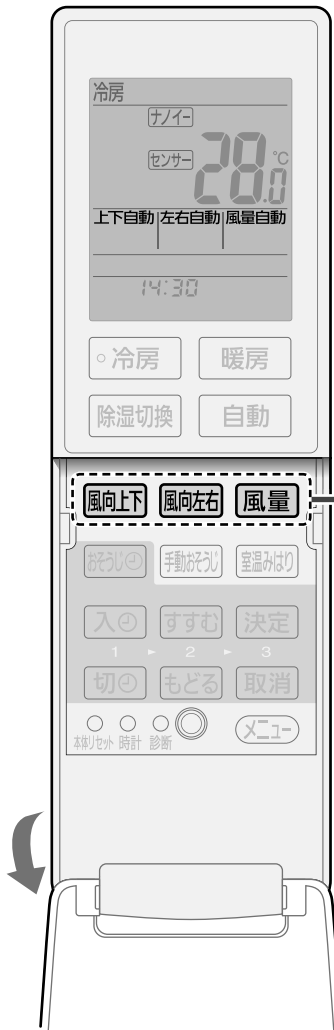 冷房
ナノイー
センサー 28.0℃
上下自動 左右自動 風量自動
14:30
冷房 暖房
除湿切換 自動
風向上下 風向左右 風量
おそうじ 手動おそうじ 室温みはり
入 すすむ 決定
1 ► 2 ► 3
切 もどる 取消
本体リセット 時計 診断 メニュー